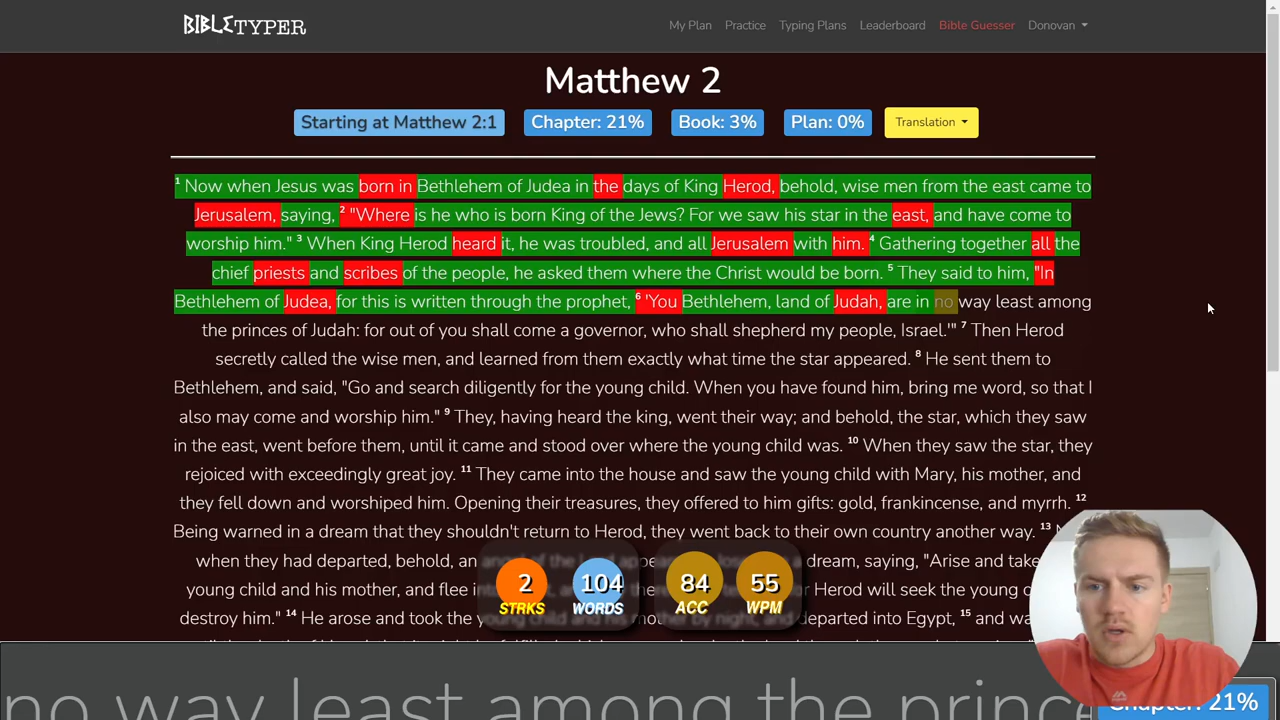 BIBLETYPER
My Plan Practice Typing Plans Leaderboard Bible Guesser Donovan
Matthew 2
Starting at Matthew 2:1 Chapter: 21% Book: 3% Plan: 0% Translation
1 Now when Jesus was born in Bethlehem of Judea in the days of King Herod, behold, wise men from the east came to
Jerusalem, saying, 2 "Where is he who is born King of the Jews? For we saw his star in the east, and have come to
worship him." 3 When King Herod heard it, he was troubled, and all Jerusalem with him. 4 Gathering together all the
chief priests and scribes of the people, he asked them where the Christ would be born. 5 They said to him, "In
Bethlehem of Judea, for this is written through the prophet, 6 'You Bethlehem, land of Judah, are in no way least among
the princes of Judah: for out of you shall come a governor, who shall shepherd my people, Israel.'" 7 Then Herod
secretly called the wise men, and learned from them exactly what time the star appeared. 8 He sent them to
Bethlehem, and said, "Go and search diligently for the young child. When you have found him, bring me word, so that I
also may come and worship him." 9 They, having heard the king, went their way; and behold, the star, which they saw
in the east, went before them, until it came and stood over where the young child was. 10 When they saw the star, they
rejoiced with exceedingly great joy. 11 They came into the house and saw the young child with Mary, his mother, and
they fell down and worshiped him. Opening their treasures, they offered to him gifts: gold, frankincense, and myrrh. 12
Being warned in a dream that they shouldn't return to Herod, they went back to their own country another way. 13
when they had departed, behold, an dream, saying, "Arise and take
young child and his mother, and flee Herod will seek the young
destroy him." 14 He arose and took the young child and his mother by night, and departed into Egypt, 15 and
2 104 84 55
STRKS WORDS ACC WPM
no way least among the princ
Chapter: 21%